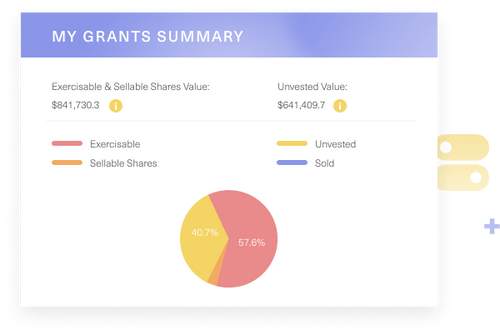 MY GRANTS SUMMARY
Exercisable & Sellable Shares Value:
$841,730.3
Unvested Value:
$641,409.7
Exercisable
Unvested
Sellable Shares
Sold
40.7%
57.6%